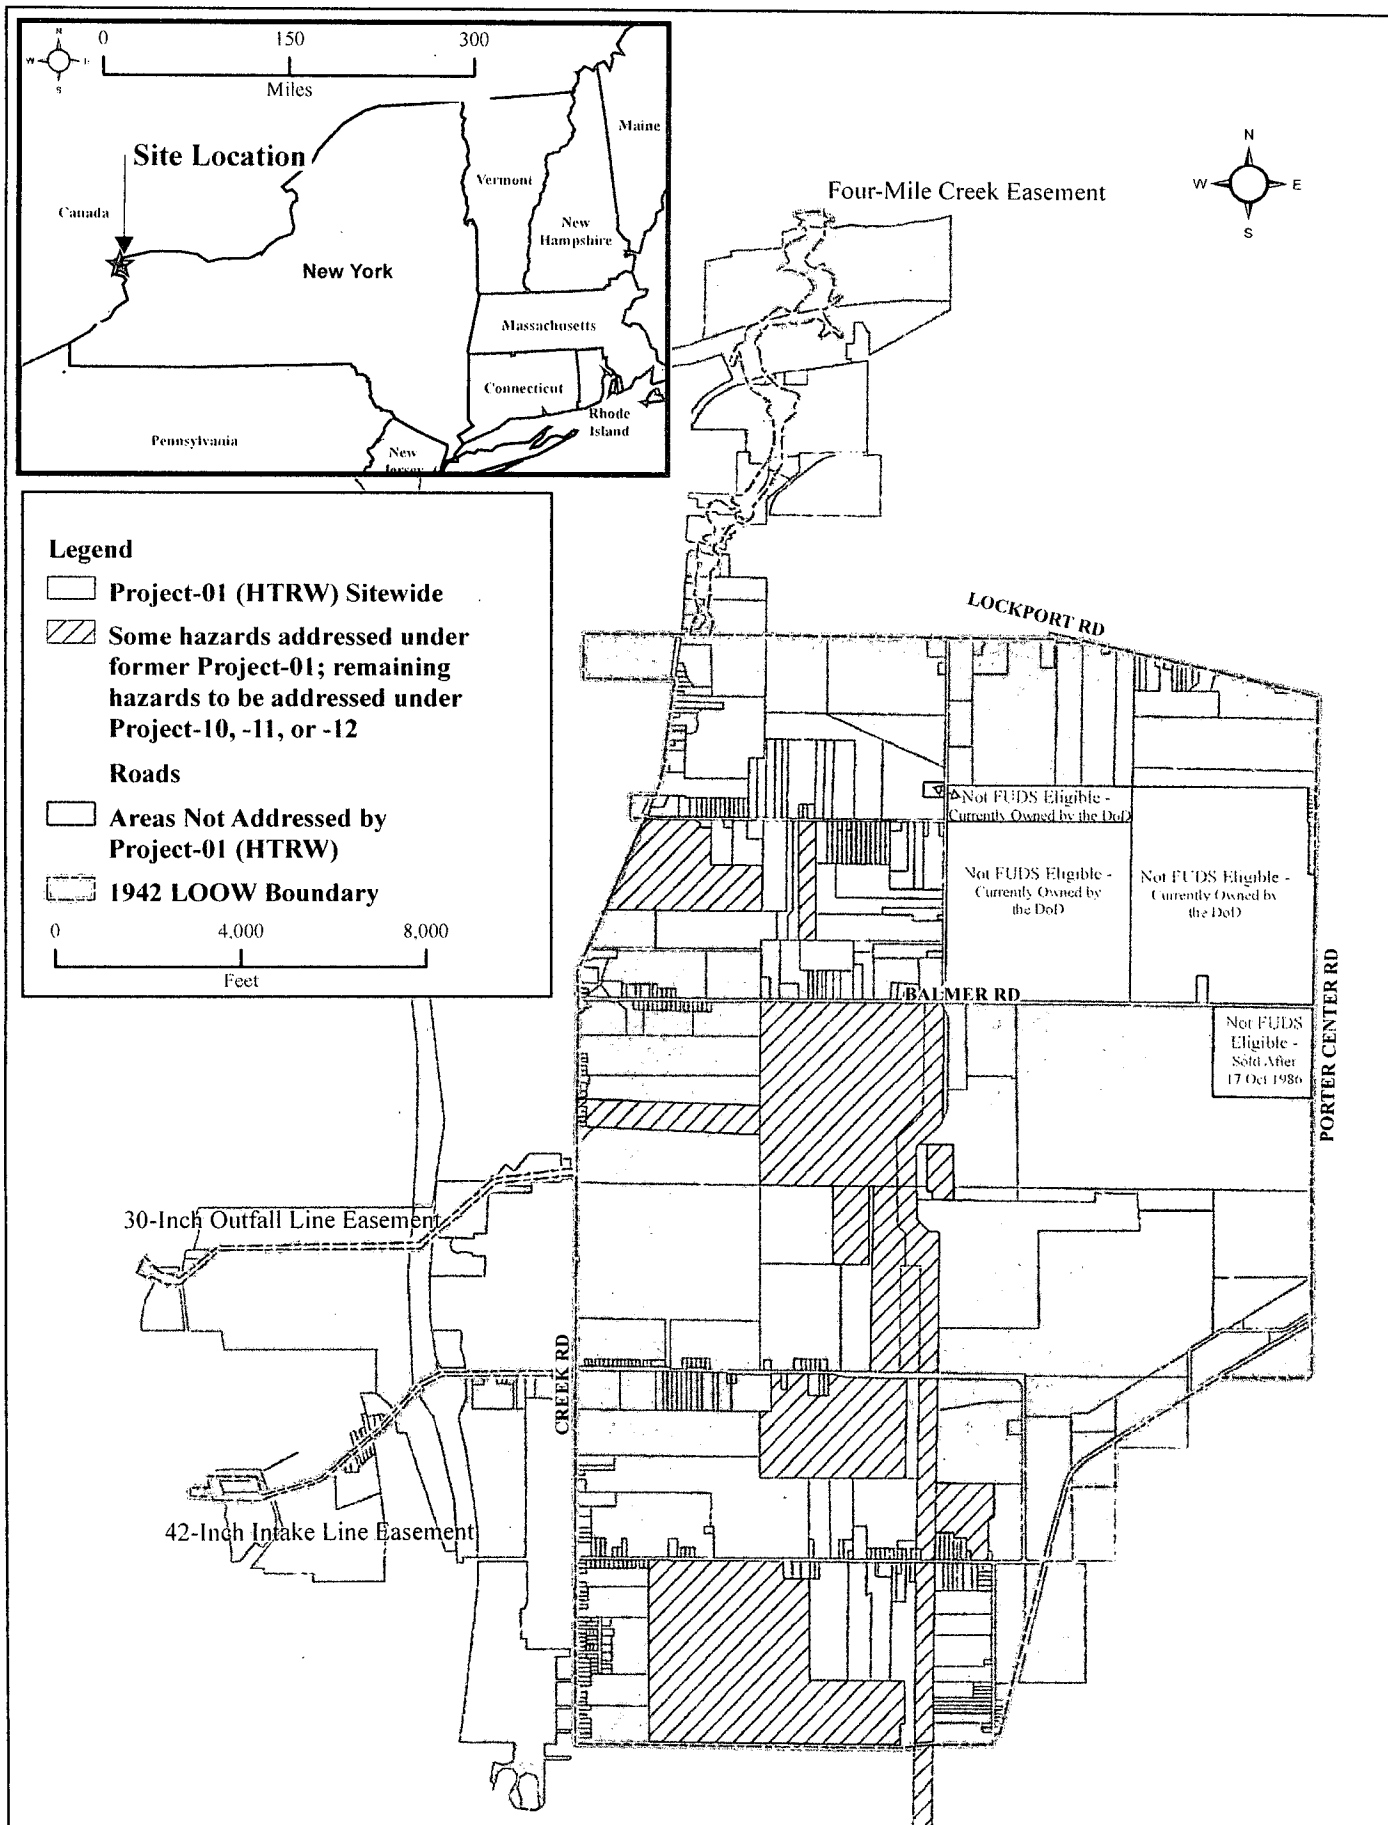 N
W
E
S
0 150 300
Miles
Site Location
Canada
New York
Vermont
Maine
New
Hampshire
Massachusetts
Connecticut
Rhode
Island
Pennsylvania
New
Jersey
N
W E
S
Four-Mile Creek Easement
Legend
Project-01 (HTRW) Sitewide
Some hazards addressed under
former Project-01; remaining
hazards to be addressed under
Project-10, -11, or -12
Roads
Areas Not Addressed by
Project-01 (HTRW)
1942 LOOW Boundary
0 4,000 8,000
Feet
LOCKPORT RD
Not FUDS Eligible -
Currently Owned by the DoD
Not FUDS Eligible -
Currently Owned by
the DoD
Not FUDS Eligible -
Currently Owned by
the DoD
BALMER RD
PORTER CENTER RD
Not FUDS
Eligible -
Sold After
17 Oct 1986
30-Inch Outfall Line Easement
CREEK RD
42-Inch Intake Line Easement